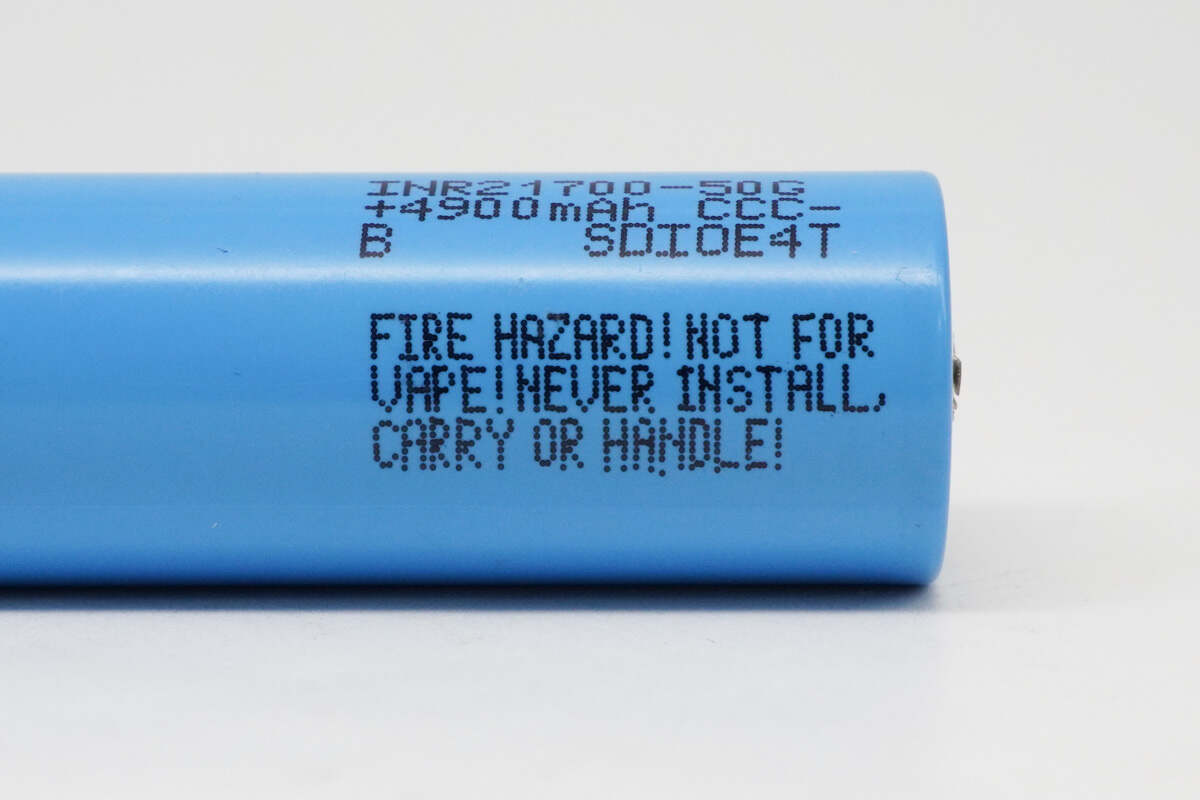 INR21700-50G
+4900mAh CCC-
B SDIOE4T
FIRE HAZARD! NOT FOR
VAPE! NEVER INSTALL,
CARRY OR HANDLE!